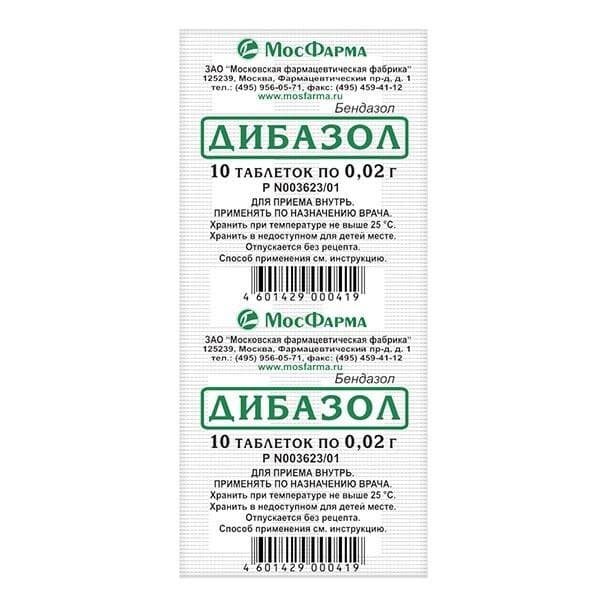 МосФарма
ЗАО "Московская фармацевтическая фабрика"
125239, Москва, Фармацевтический пр-д, д. 1
тел.: (495) 956-05-71, факс: (495) 459-41-12
www.mosfarma.ru
Бендазол
ДИБАЗОЛ
10 ТАБЛЕТОК ПО 0,02 г
Р N003623/01
ДЛЯ ПРИЕМА ВНУТРЬ.
ПРИМЕНЯТЬ ПО НАЗНАЧЕНИЮ ВРАЧА.
Хранить при температуре не выше 25 °С.
Хранить в недоступном для детей месте.
Отпускается без рецепта.
Способ применения см. инструкцию.
4 601429 000419
МосФарма
ЗАО "Московская фармацевтическая фабрика"
125239, Москва, Фармацевтический пр-д, д. 1
тел.: (495) 956-05-71, факс: (495) 459-41-12
www.mosfarma.ru
Бендазол
ДИБАЗОЛ
10 ТАБЛЕТОК ПО 0,02 г
Р N003623/01
ДЛЯ ПРИЕМА ВНУТРЬ.
ПРИМЕНЯТЬ ПО НАЗНАЧЕНИЮ ВРАЧА.
Хранить при температуре не выше 25 °С.
Хранить в недоступном для детей месте.
Отпускается без рецепта.
Способ применения см. инструкцию.
4 601429 000419